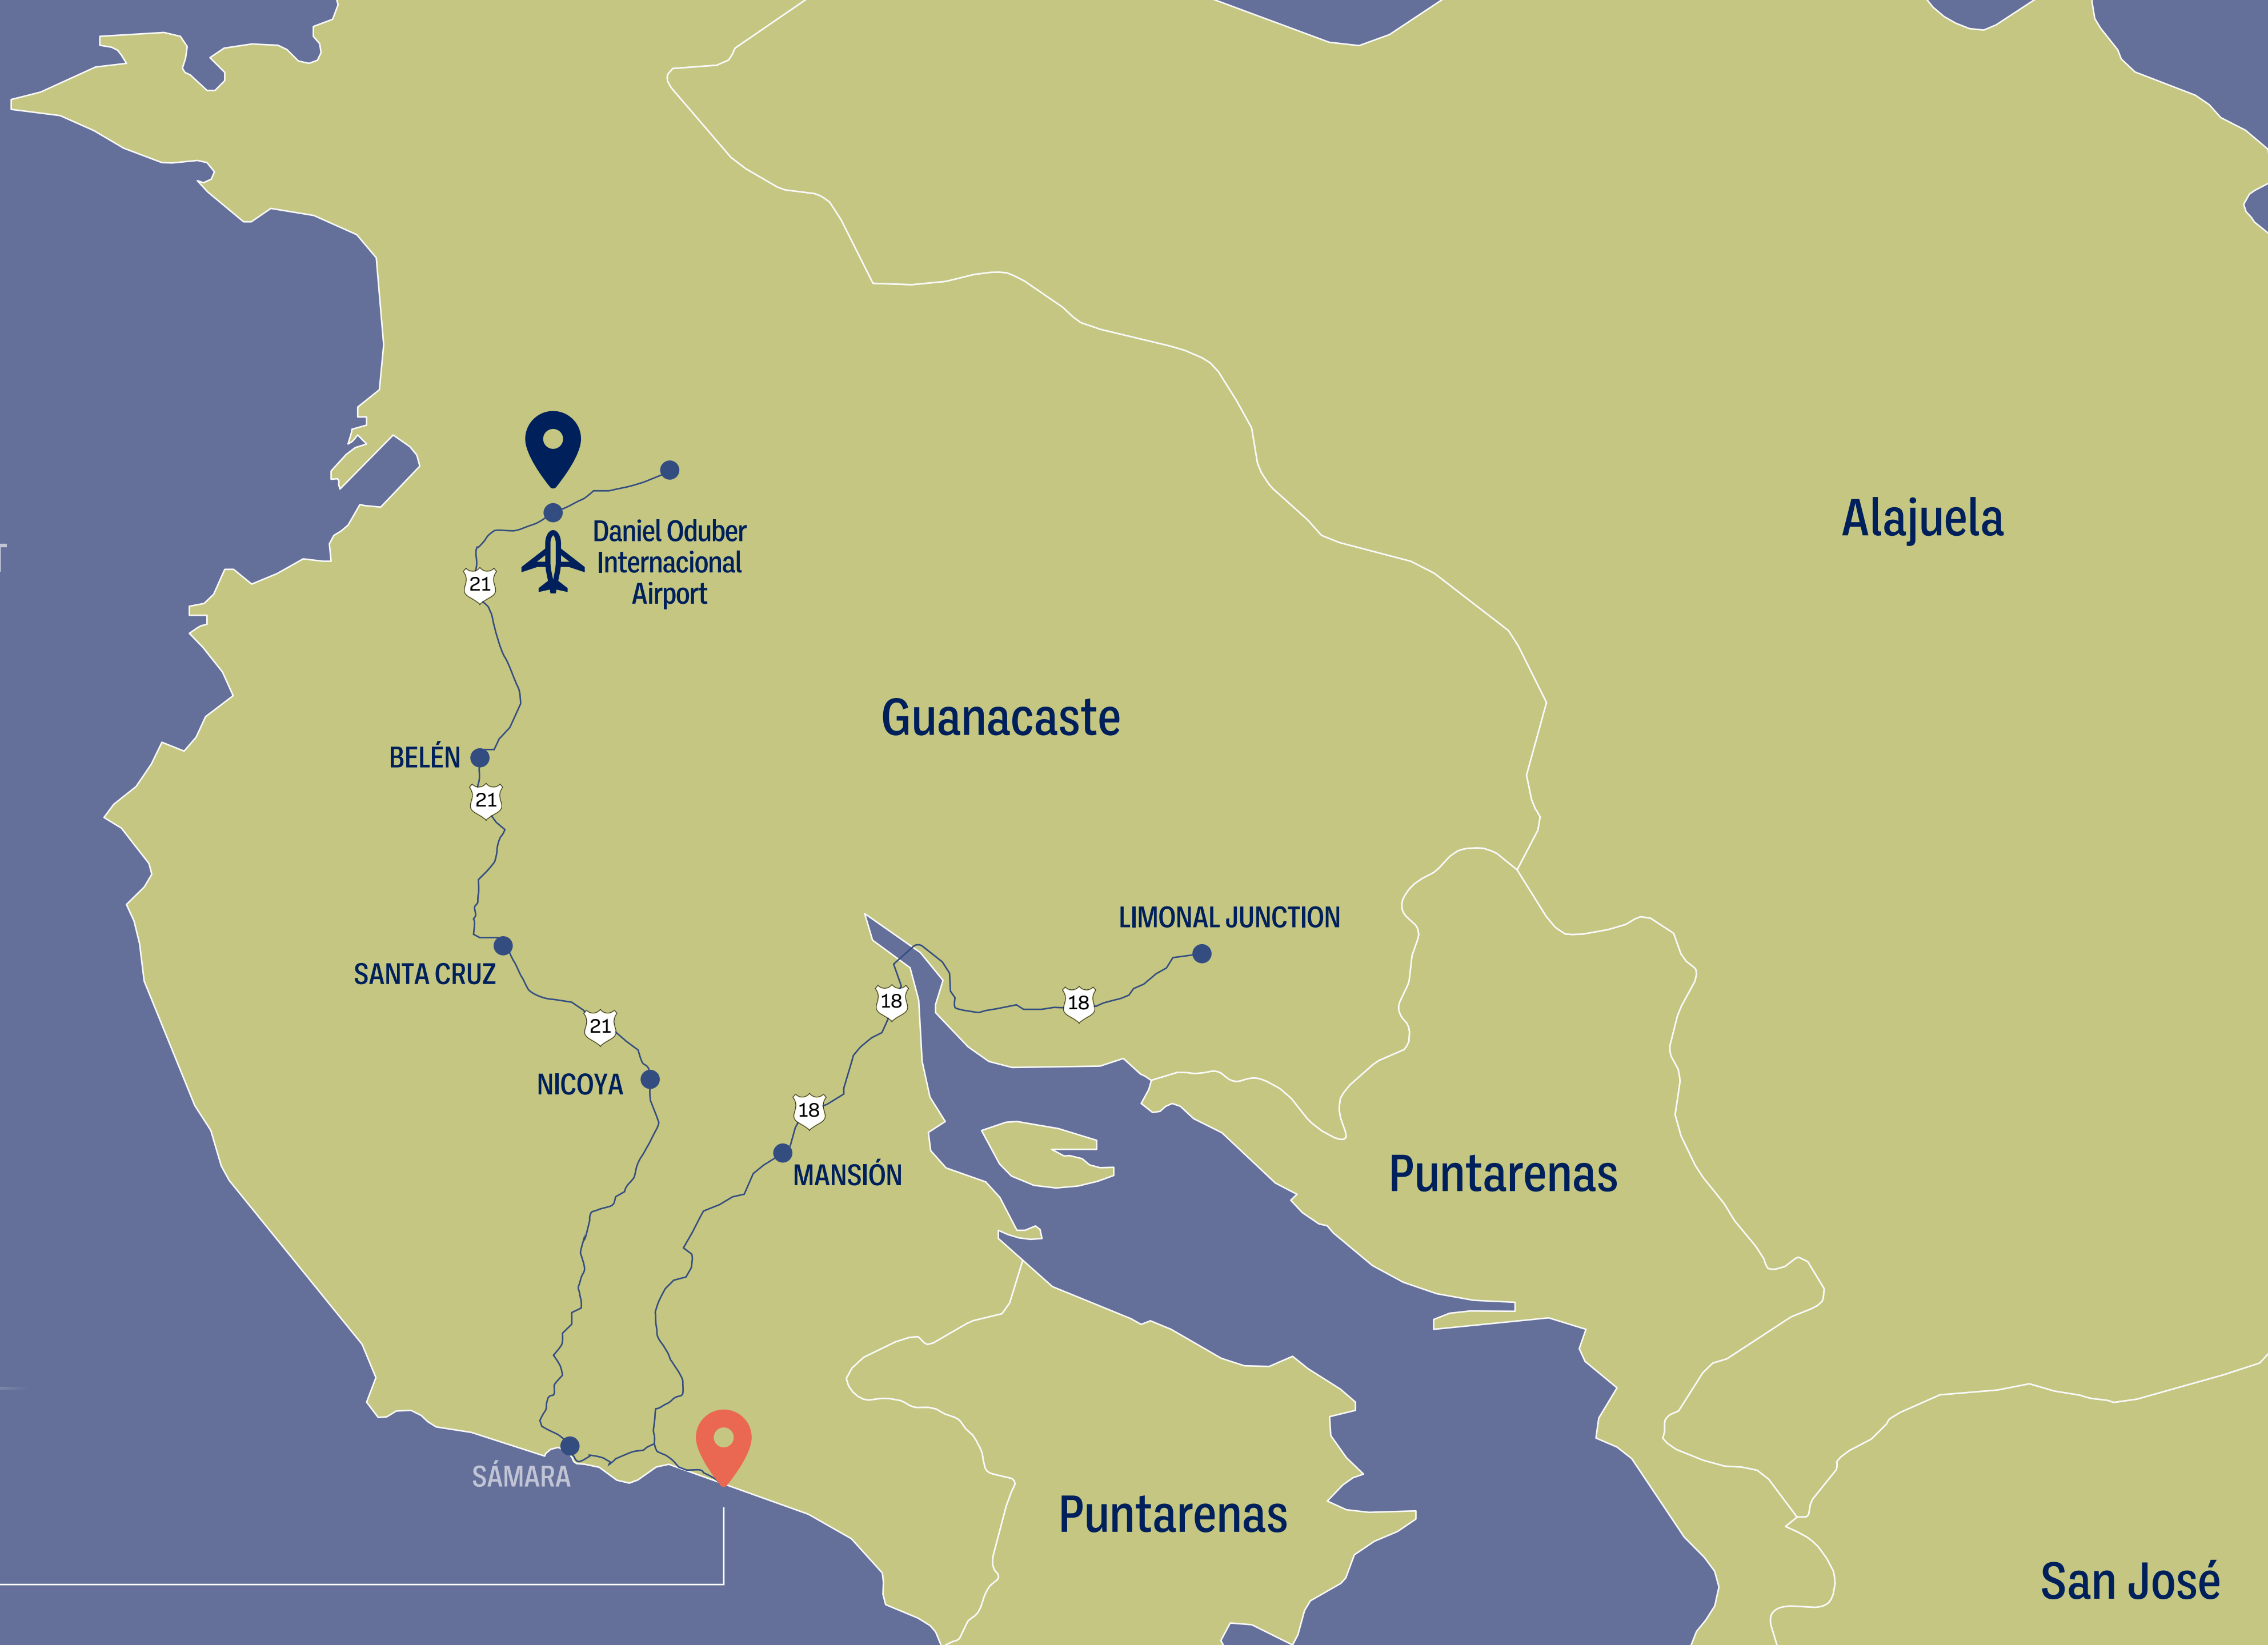 Alajuela
Daniel Oduber
Internacional
Airport
21
Guanacaste
BELÉN
21
LIMONAL JUNCTION
SANTA CRUZ
18
18
21
NICOYA
18
MANSIÓN
Puntarenas
SÁMARA
Puntarenas
San José